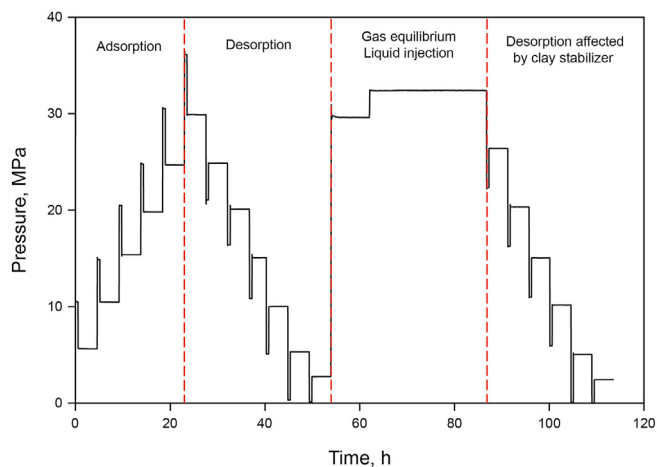 Adsorption
Desorption
Gas equilibrium
Liquid injection
Desorption affected
by clay stabilizer
Pressure, MPa
40
30
20
10
0
0 20 40 60 80 100 120
Time, h